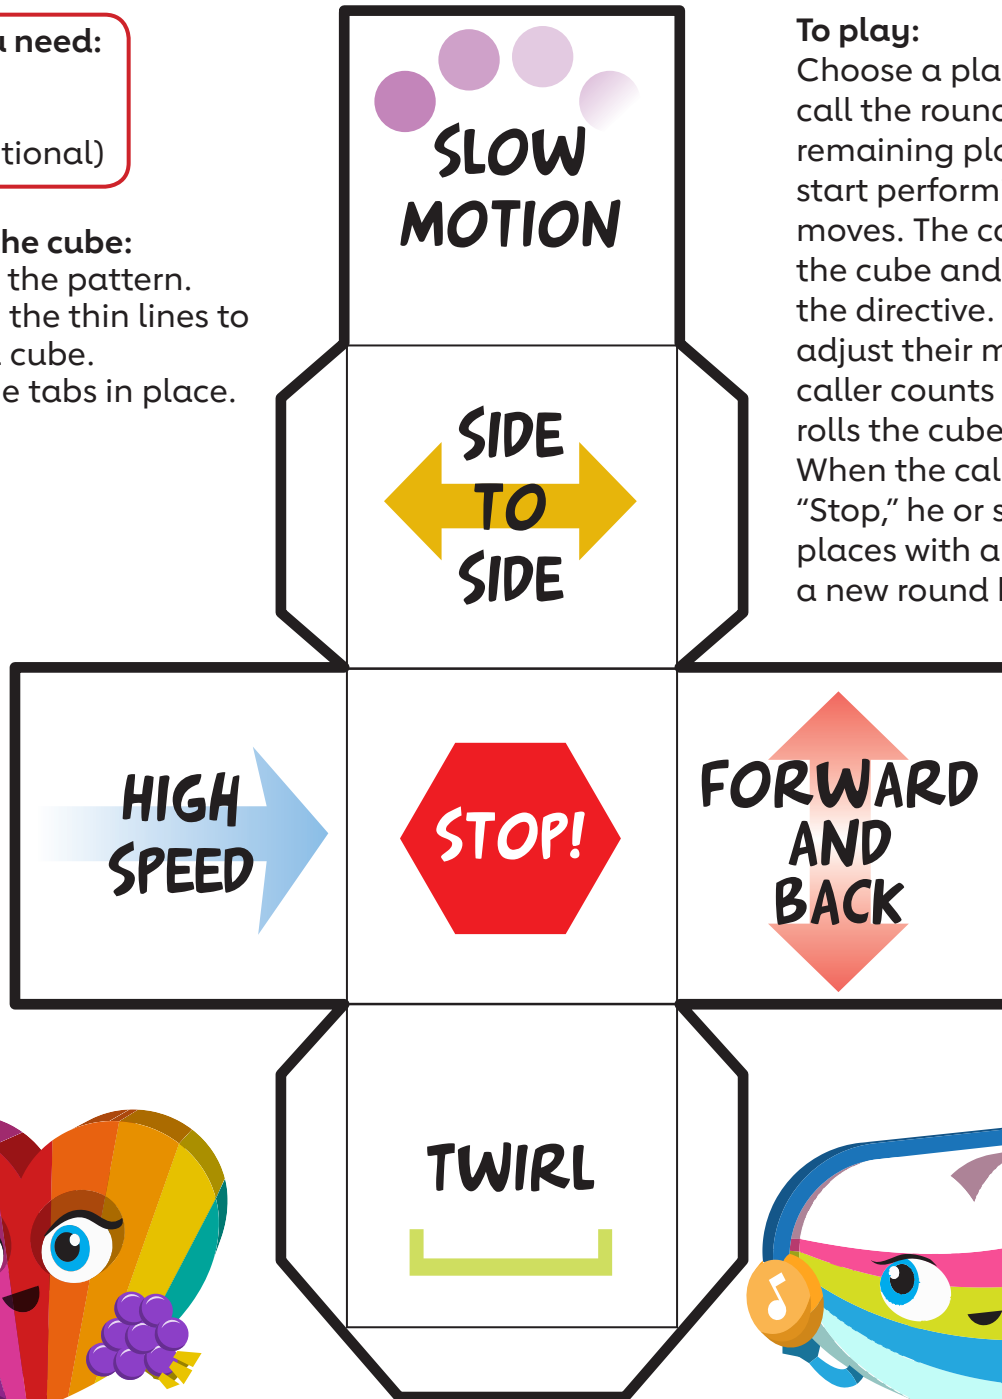 need:
tional)
he cube:
the pattern.
the thin lines to
cube.
e tabs in place.
SLOW
MOTION
SIDE
TO
SIDE
HIGH
SPEED
STOP!
FORWARD
AND
BACK
TWIRL
To play:
Choose a pla
call the round
remaining pla
start perform
moves. The ca
the cube and
the directive.
adjust their m
caller counts
rolls the cube
When the cal
“Stop,” he or s
places with a
a new round